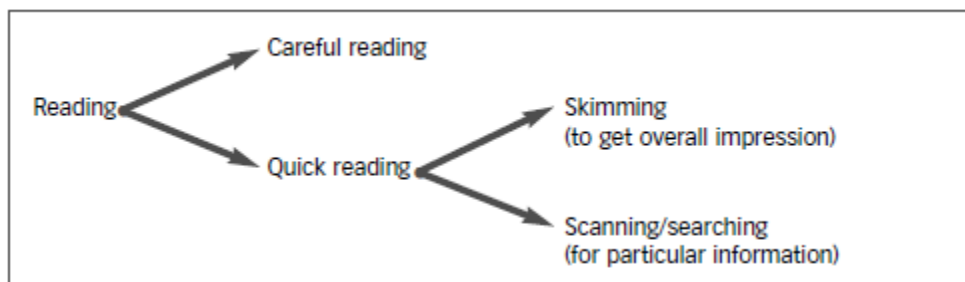 Careful reading
Reading
Skimming
(to get overall impression)
Quick reading
Scanning/searching
(for particular information)